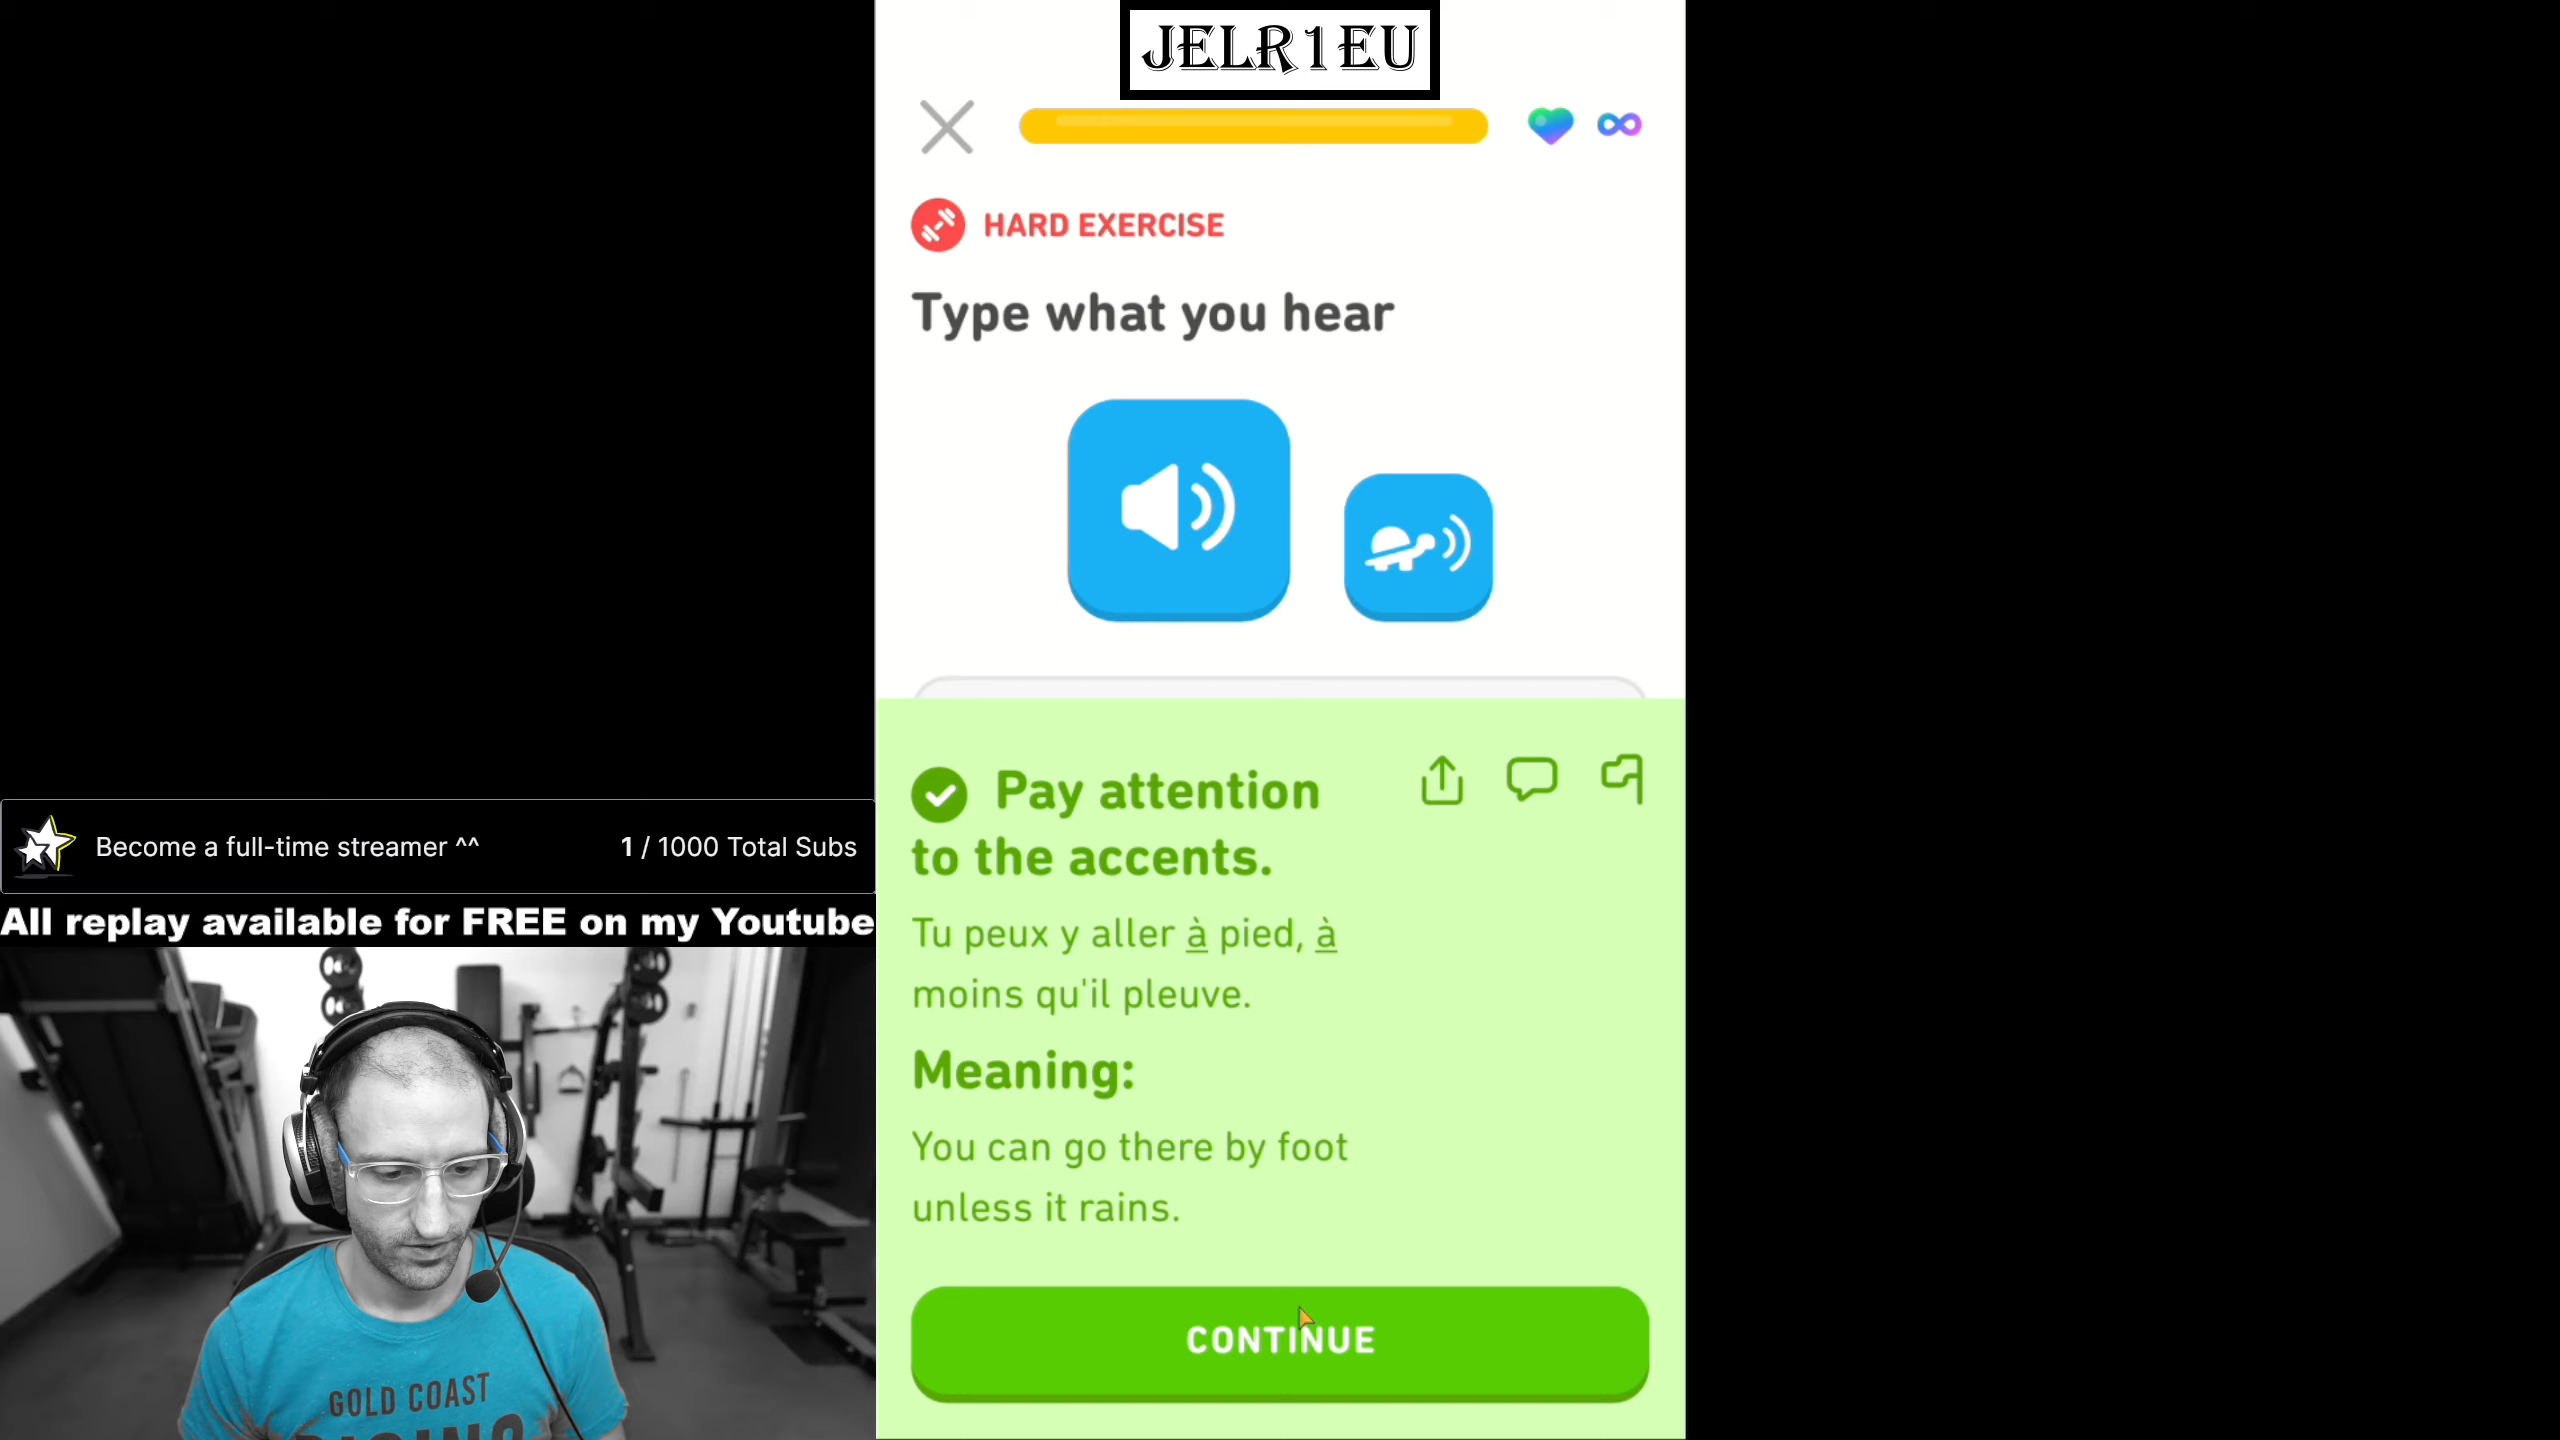 JELR1EU
HARD EXERCISE
Type what you hear
Pay attention
to the accents.
Tu peux y aller à pied, à
moins qu'il pleuve.
Meaning:
You can go there by foot
unless it rains.
CONTINUE
Become a full-time streamer ^^ 1 / 1000 Total Subs
All replay available for FREE on my Youtube
GOLD COAST